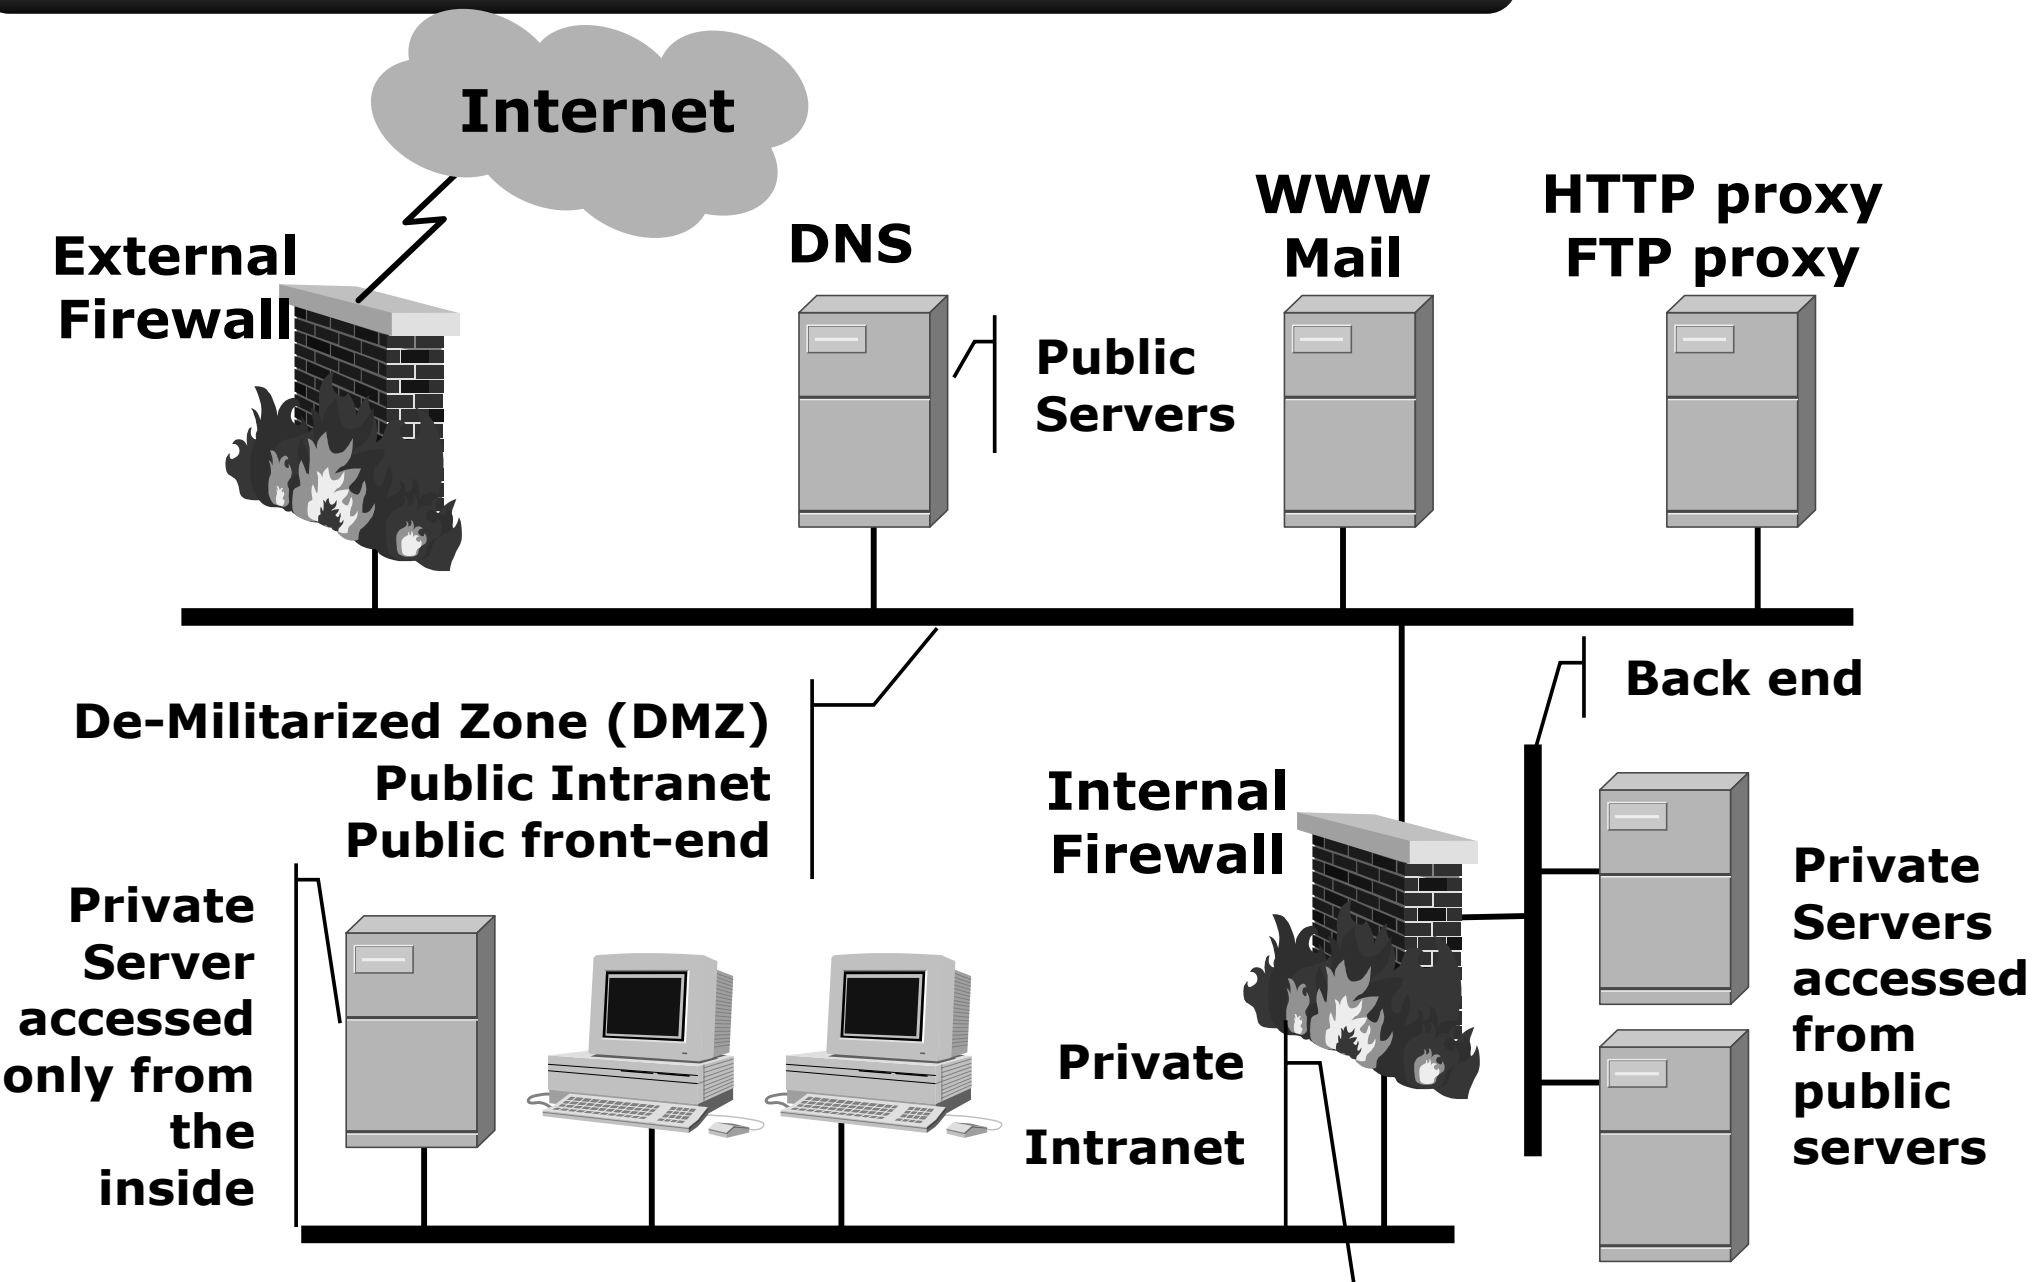 Internet
External
Firewall
DNS
WWW
Mail
HTTP proxy
FTP proxy
Public
Servers
De-Militarized Zone (DMZ)
Public Intranet
Public front-end
Back end
Internal
Firewall
Private
Server
accessed
only from
the
inside
Private
Intranet
Private
Servers
accessed
from
public
servers